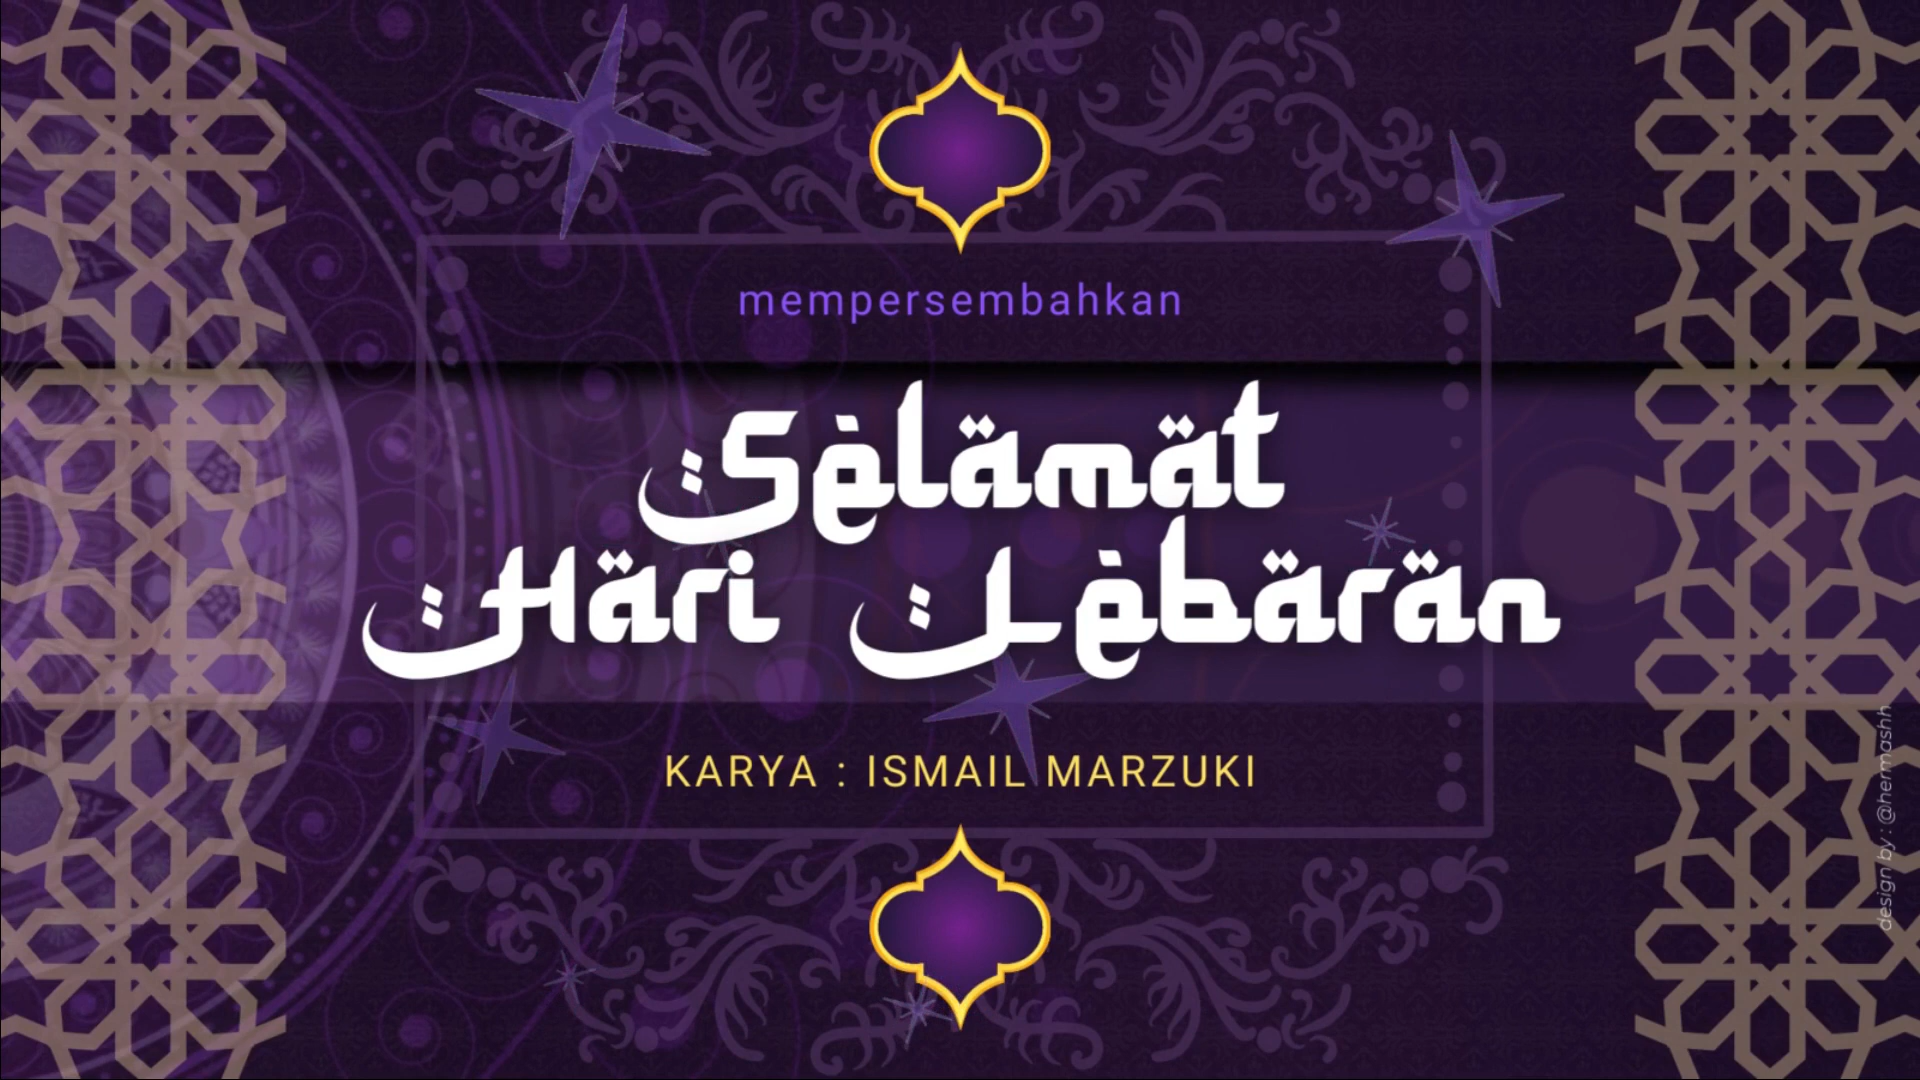 mempersembahkan
Selamat
Hari Lebaran
KARYA : ISMAIL MARZUKI
design by : @hermashh